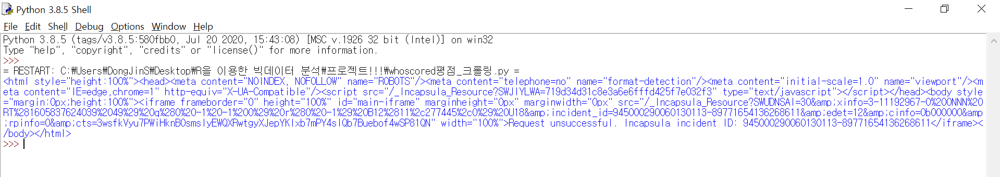 Python 3.8.5 Shell
File Edit Shell Debug Options Window Help
Python 3.8.5 (tags/v3.8.5:580fbb0, Jul 20 2020, 15:43:08) [MSC v.1926 32 bit (Intel)] on win32
Type "help", "copyright", "credits" or "license()" for more information.
>>>
= RESTART: C:₩Users₩DongJinS₩Desktop₩R을 이용한 빅데이터 분석₩프로젝트!!!₩whoscored평점_크롤링.py =
<html style="height:100%"><head><meta content="NOINDEX, NOFOLLOW" name="ROBOTS"/><meta content="telephone=no" name="format-detection"/><meta content="initial-scale=1.0" name="viewport"/><m
eta content="IE=edge,chrome=1" http-equiv="X-UA-Compatible"/><script src="/_Incapsula_Resource?SWJIYLWA=719d34d31c8e3a6e6fffd425f7e032f3" type="text/javascript"></script></head><body style
="margin:0px;height:100%"><iframe frameborder="0" height="100%" id="main-iframe" marginheight="0px" marginwidth="0px" src="/_Incapsula_Resource?SWUDNSAI=30&amp;xinfo=3-11192967-0%200NNN%20
RT%281605837624039%2049%29%20q%280%20-1%20-1%200%29%20r%280%20-1%29%20B12%2811%2c277445%2c0%29%20U18&amp;incident_id=945000290060130113-89771654136268611&amp;edet=12&amp;cinfo=0b000000&amp
;rpinfo=0&amp;cts=3wsfkVyu7PWiHknBOsmslyEWQXRwtgyXJepYKlxb7mPY4slQb7Buebof4wSP81QN" width="100%">Request unsuccessful. Incapsula incident ID: 945000290060130113-89771654136268611</iframe><
/body></html>
>>>